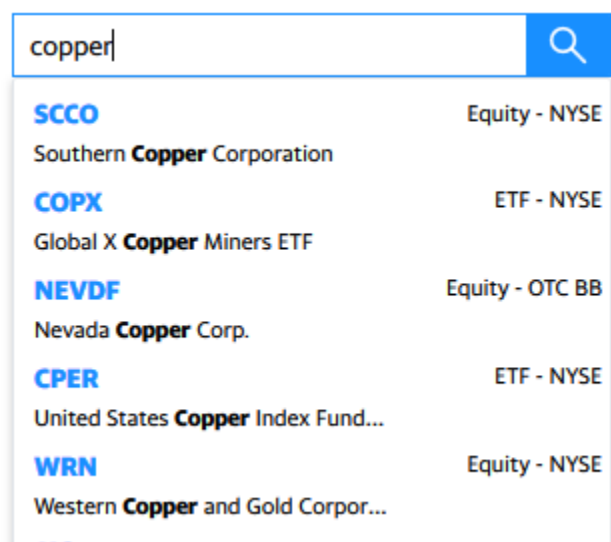 copper
SCCO Equity - NYSE
Southern Copper Corporation
COPX ETF - NYSE
Global X Copper Miners ETF
NEVDF Equity - OTC BB
Nevada Copper Corp.
CPER ETF - NYSE
United States Copper Index Fund...
WRN Equity - NYSE
Western Copper and Gold Corpor...